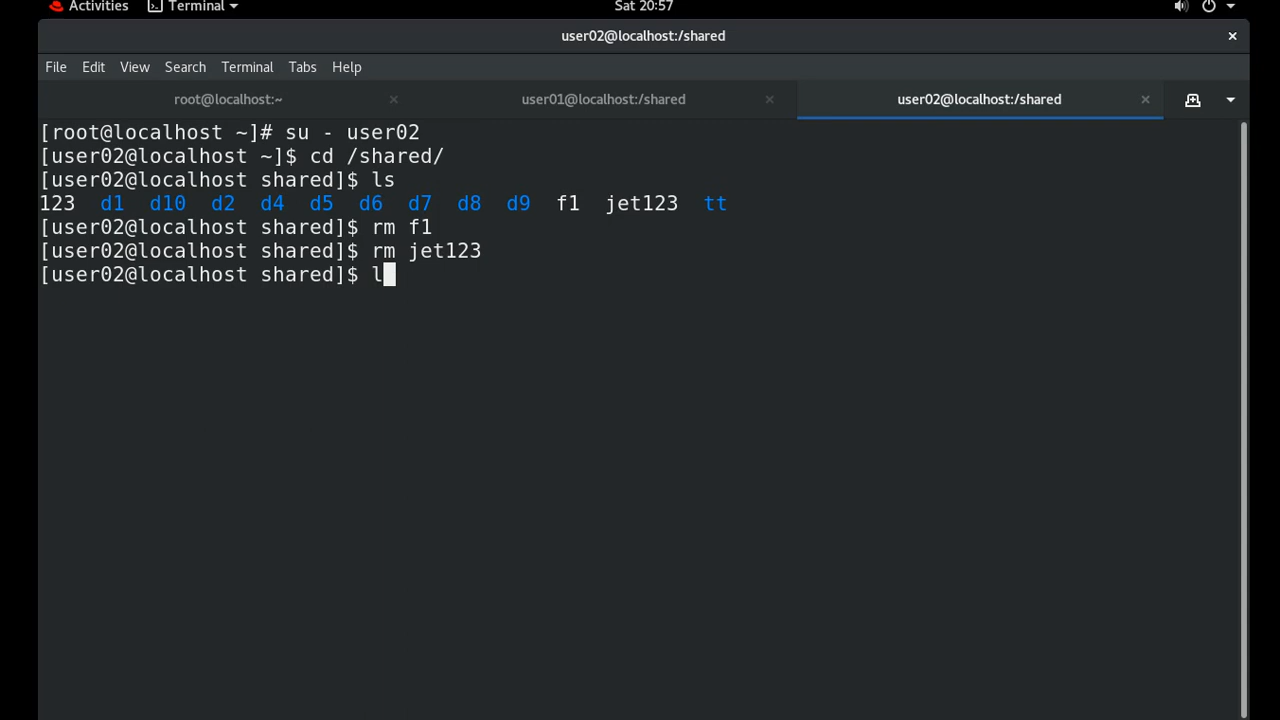 Activities Terminal Sat 20:57
user02@localhost:/shared
File Edit View Search Terminal Tabs Help
root@localhost:~ user01@localhost:/shared user02@localhost:/shared
[root@localhost ~]# su - user02
[user02@localhost ~]$ cd /shared/
[user02@localhost shared]$ ls
123 d1 d10 d2 d4 d5 d6 d7 d8 d9 f1 jet123 tt
[user02@localhost shared]$ rm f1
[user02@localhost shared]$ rm jet123
[user02@localhost shared]$ l